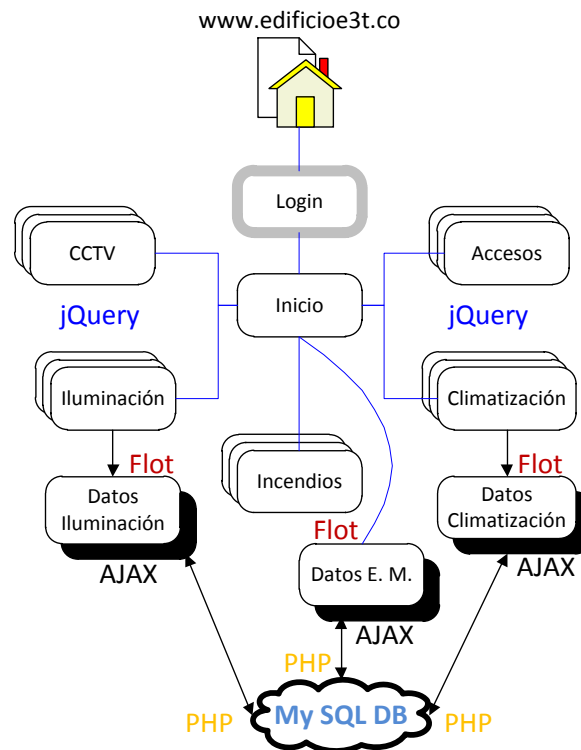 www.edificioe3t.co
Login
CCTV
Accesos
Inicio
jQuery
jQuery
Iluminación
Climatización
Flot
Incendios
Flot
Datos
Iluminación
Datos
Climatización
Flot
AJAX
Datos E. M.
AJAX
AJAX
PHP
My SQL DB
PHP
PHP